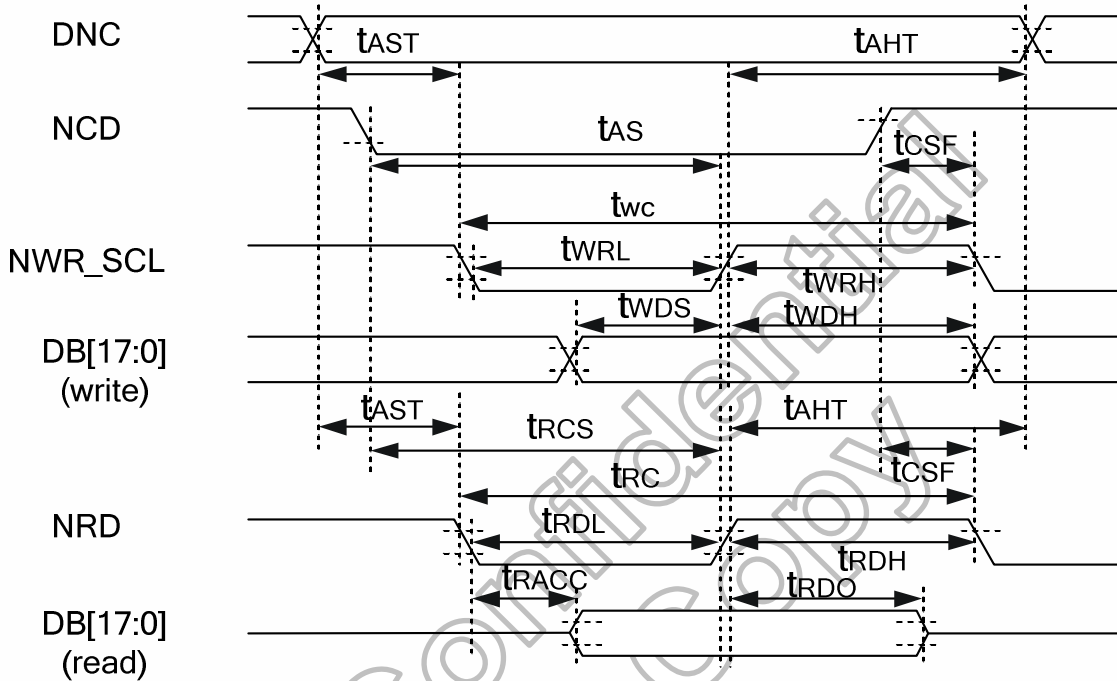 DNC
tAST
tAHT
NCD
tAS
tCSF
twc
NWR_SCL
tWRL
tWRH
tWDS
tWDH
DB[17:0]
(write)
tAST
tAHT
tRCS
tCSF
tRC
NRD
tRDL
tRDH
tRACC
tRDO
DB[17:0]
(read)
Confidential
Copy